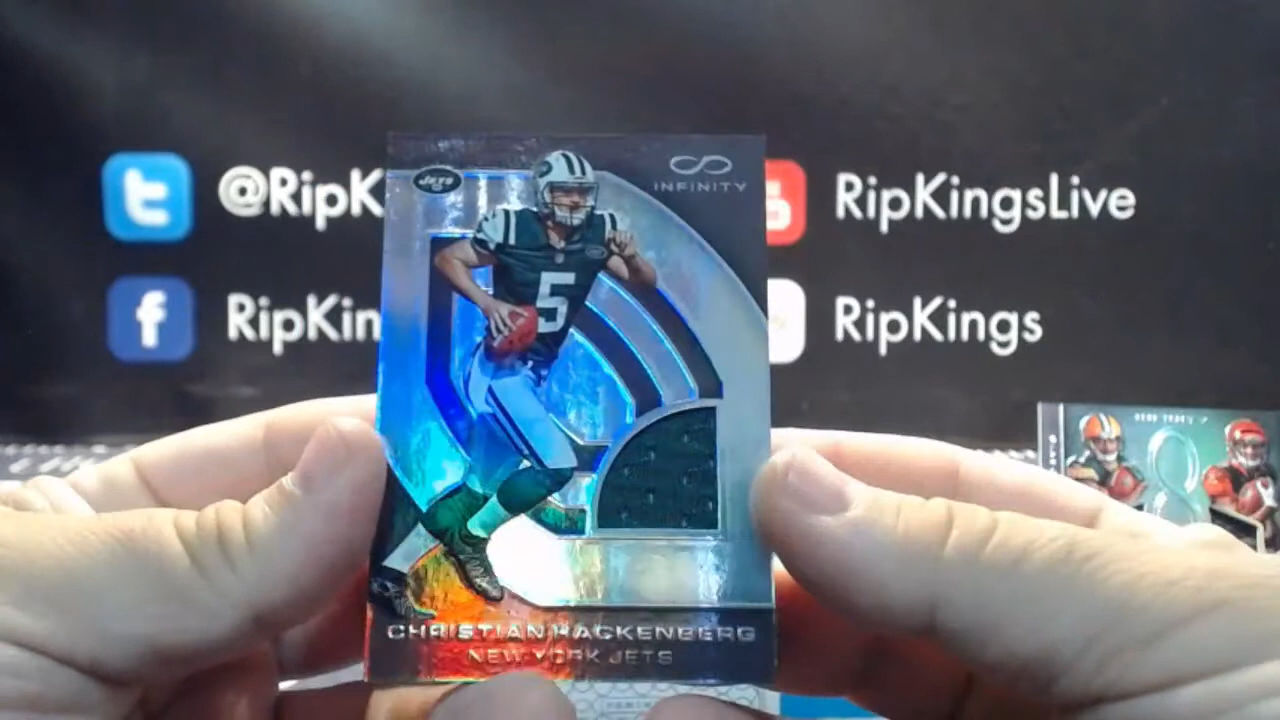 @RipK
RipKingsLive
RipKin
RipKings
JETS
INFINITY
5
CHRISTIAN HACKENBERG
NEW YORK JETS